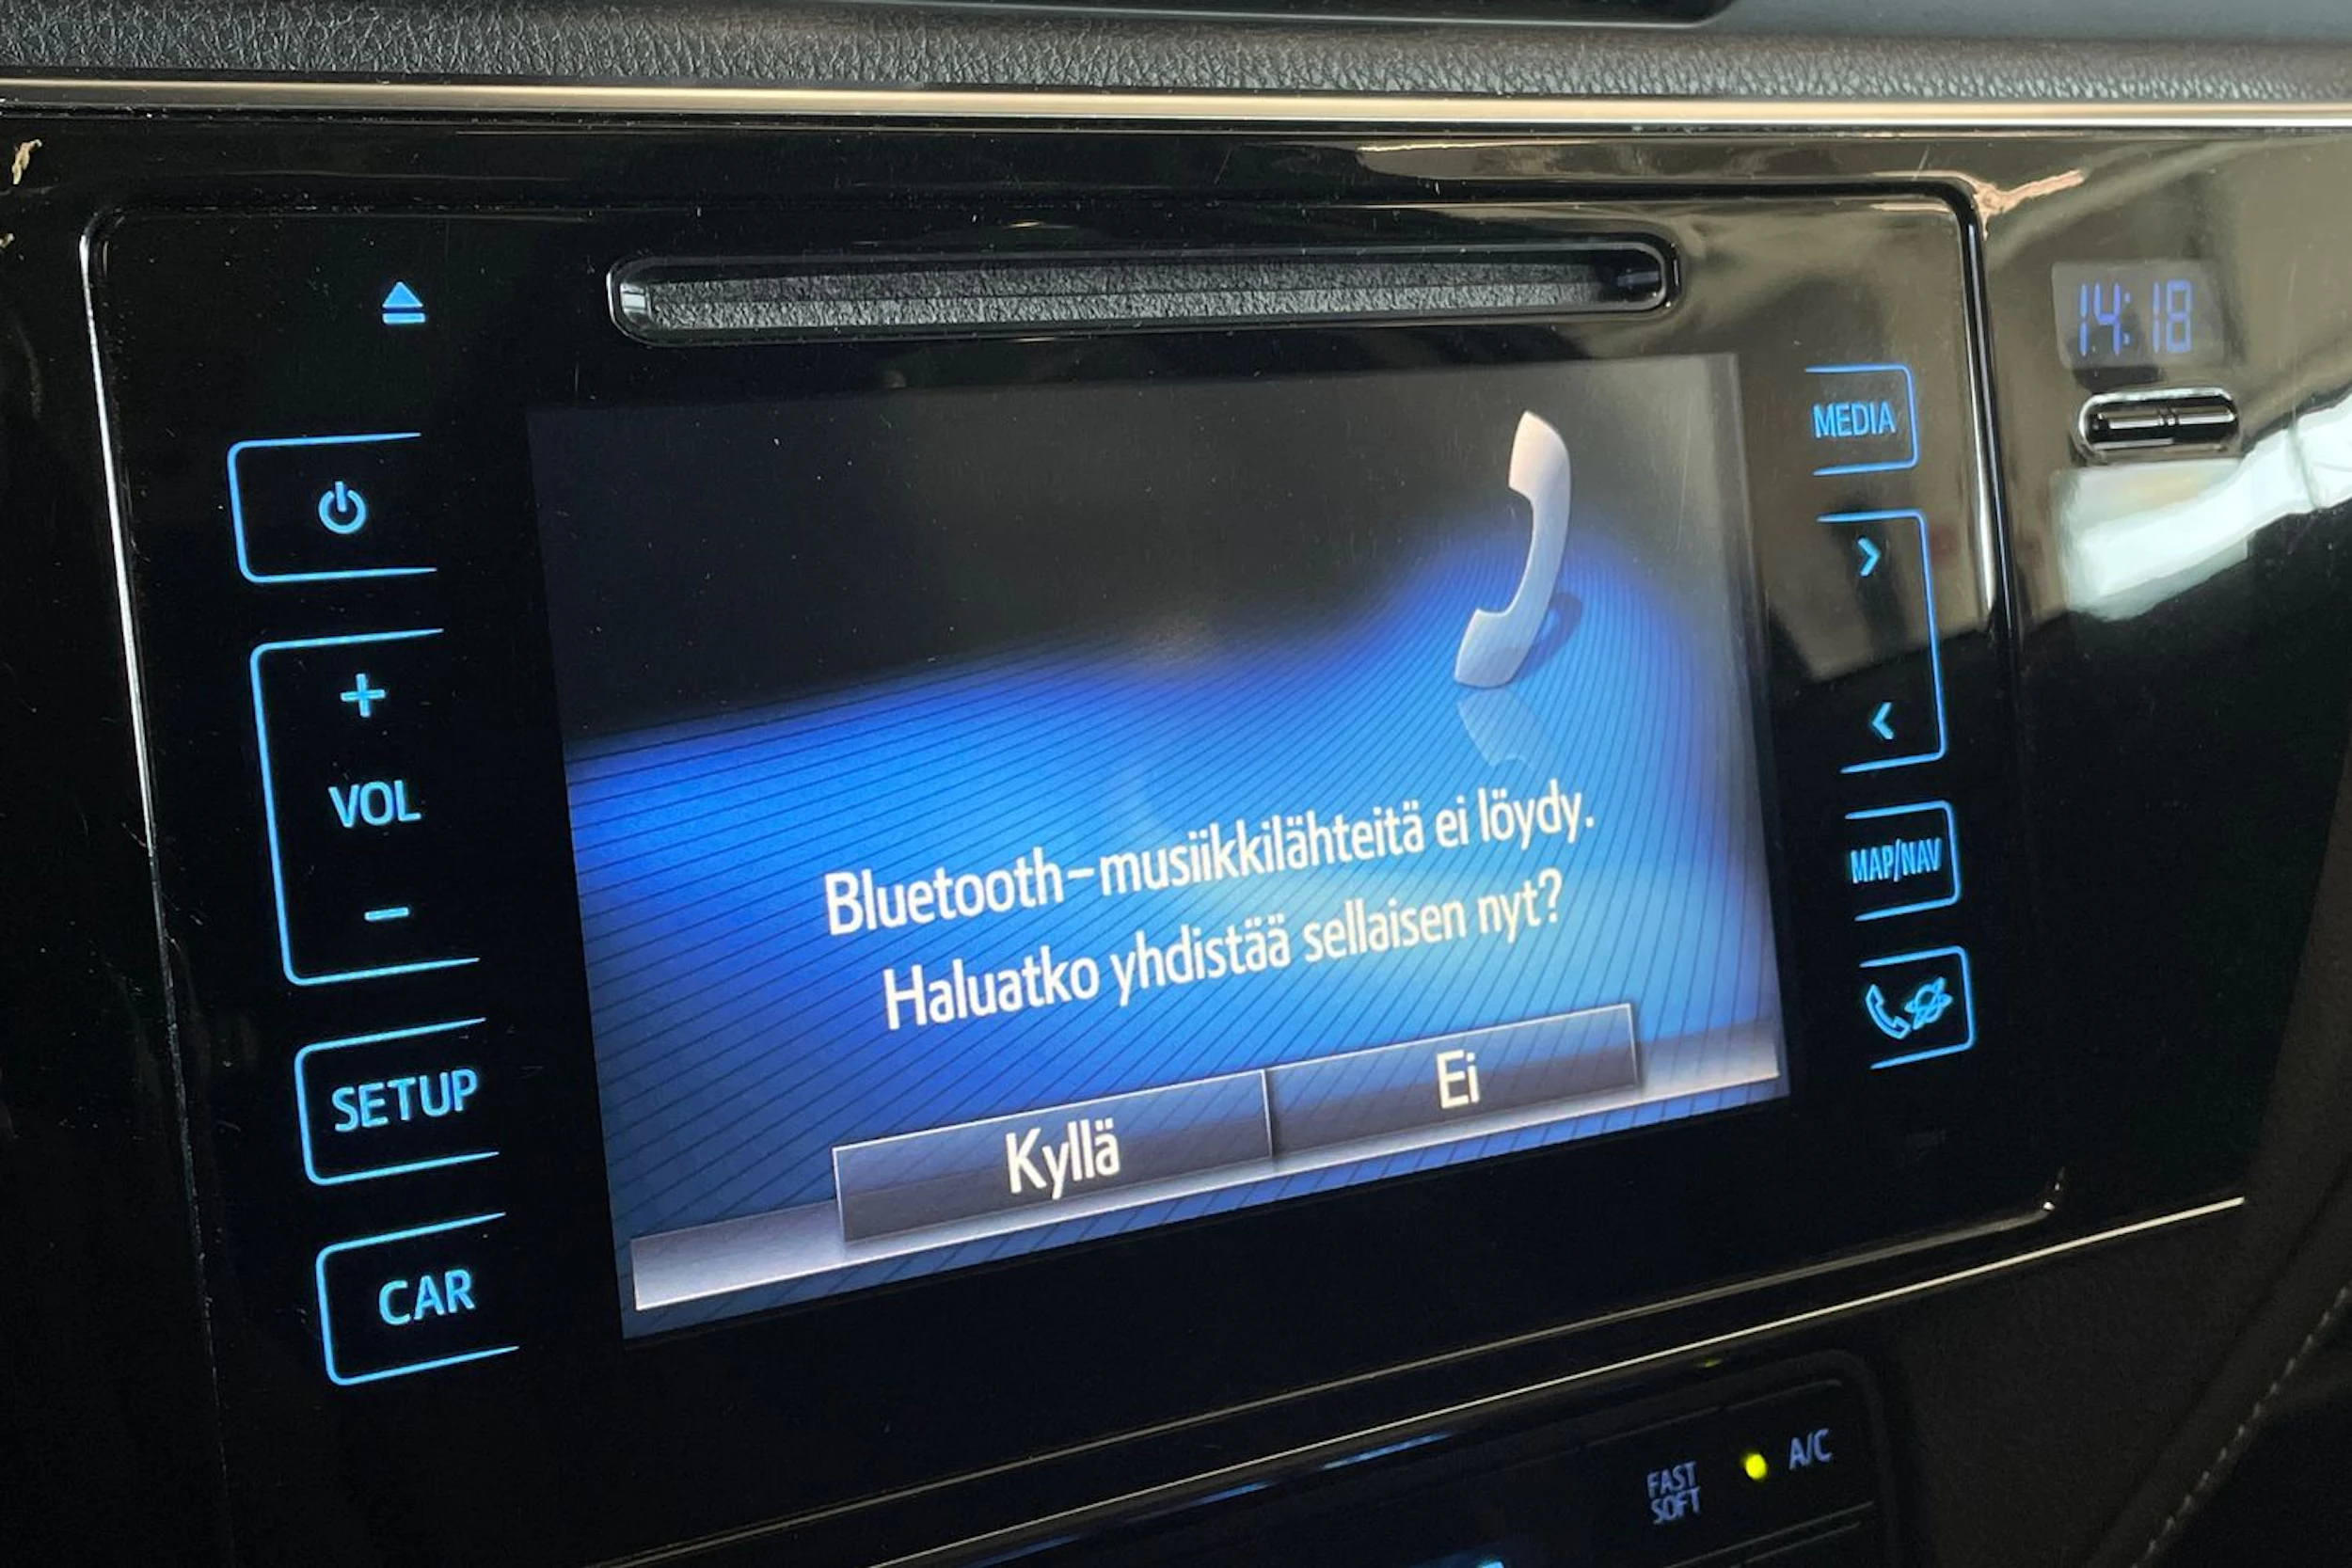 14:18
MEDIA
VOL
MAP/NAV
Bluetooth-musiikkilähteitä ei löydy.
Haluatko yhdistää sellaisen nyt?
SETUP
Kyllä
Ei
CAR
FAST
SOFT
A/C